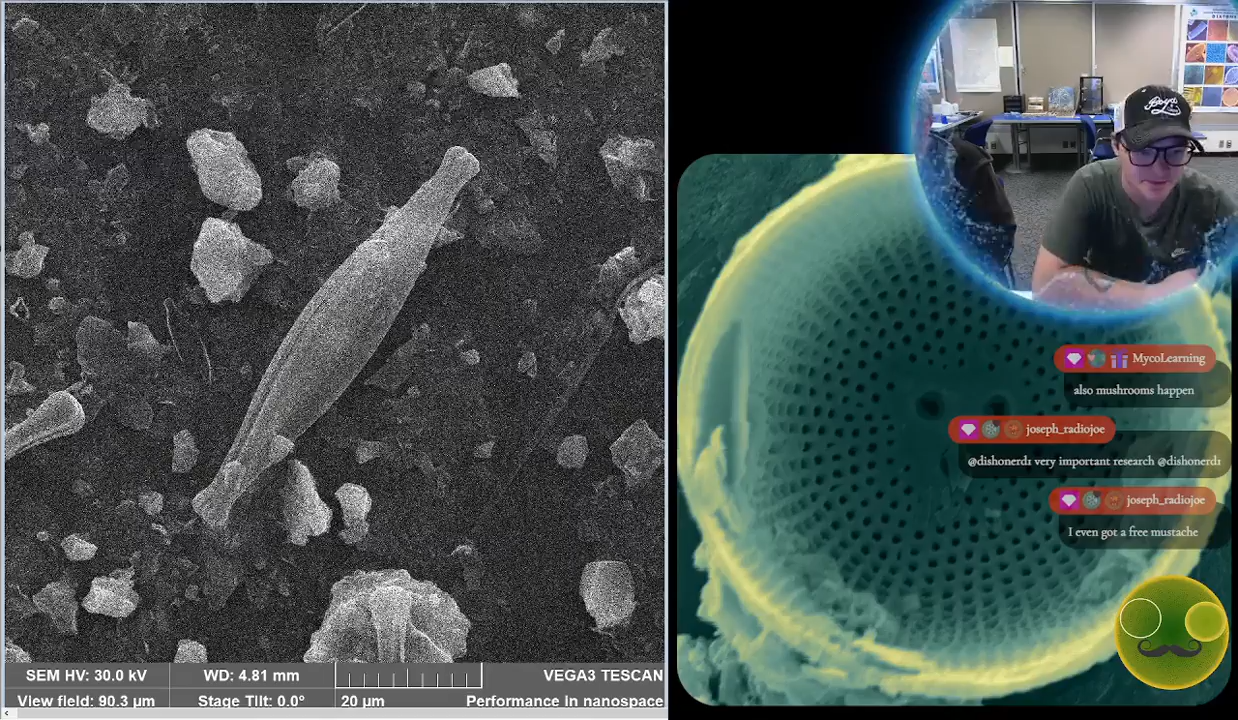 SEM HV: 30.0 kV
WD: 4.81 mm
VEGA3 TESCAN
View field: 90.3 µm
Stage Tilt: 0.0°
20 µm
Performance in nanospace
MycoLearning
also mushrooms happen
joseph_radiojoe
@dishonerd1 very important research @dishonerd1
joseph_radiojoe
I even got a free mustache